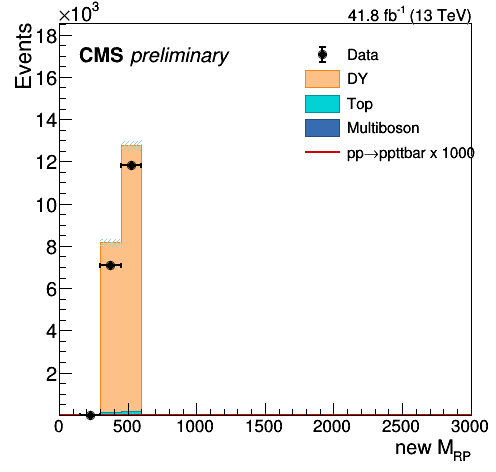 ×10³
41.8 fb⁻¹ (13 TeV)
Events
CMS preliminary
Data
DY
Top
Multiboson
pp→ppttbar x 1000
18
16
14
12
10
8
6
4
2
0 500 1000 1500 2000 2500 3000
new M_RP